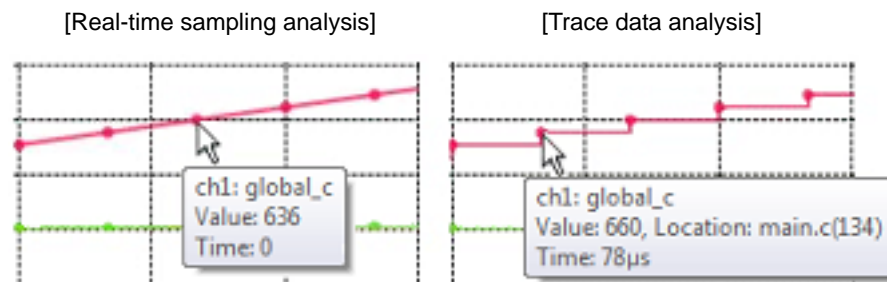 [Real-time sampling analysis]
[Trace data analysis]
ch1: global_c
Value: 636
Time: 0
ch1: global_c
Value: 660, Location: main.c(134)
Time: 78µs